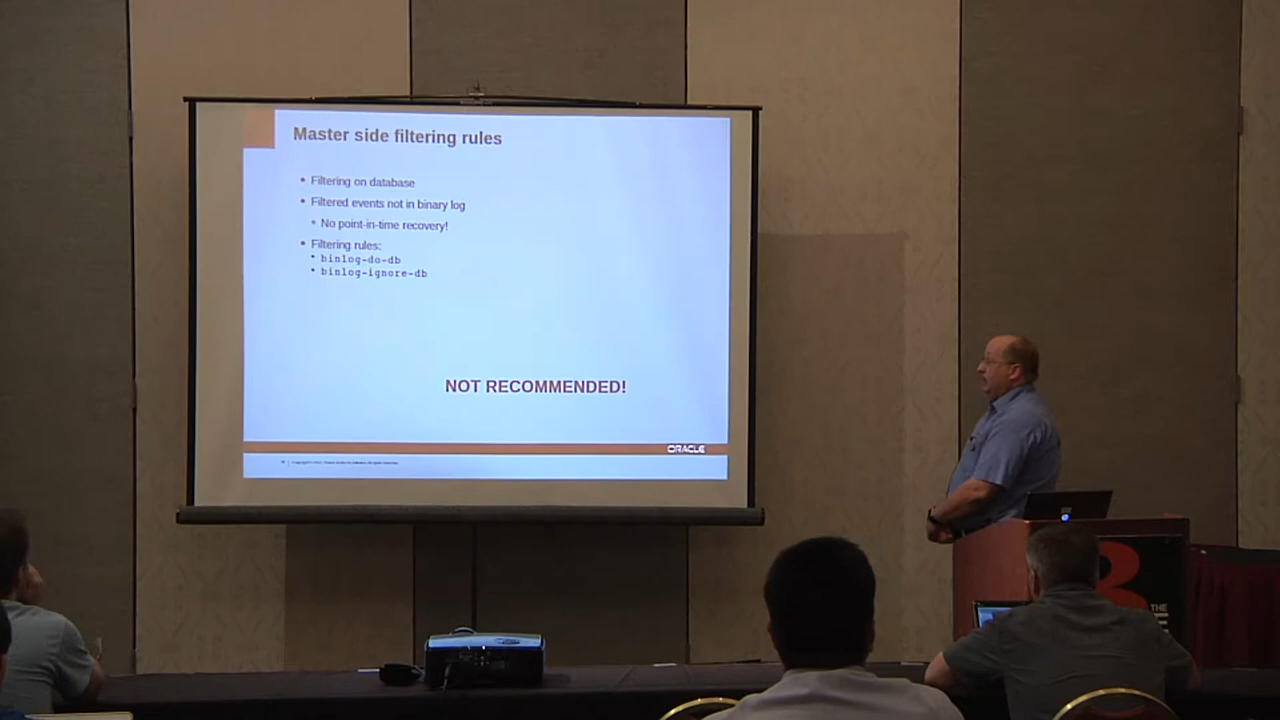 Master side filtering rules
Filtering on database
Filtered events not in binary log
No point-in-time recovery!
Filtering rules:
binlog-do-db
binlog-ignore-db
NOT RECOMMENDED!
ORACLE
THE